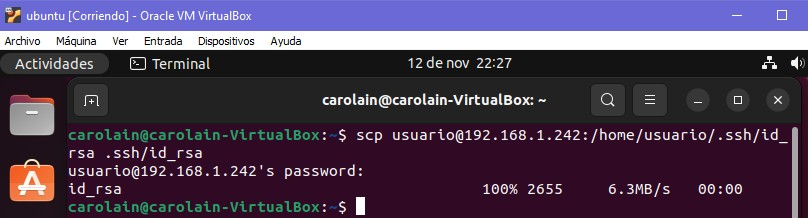 ubuntu [Corriendo] - Oracle VM VirtualBox
Archivo Máquina Ver Entrada Dispositivos Ayuda
Actividades Terminal 12 de nov 22:27
carolain@carolain-VirtualBox: ~
carolain@carolain-VirtualBox:~$ scp usuario@192.168.1.242:/home/usuario/.ssh/id_
rsa .ssh/id_rsa
usuario@192.168.1.242's password:
id_rsa 100% 2655 6.3MB/s 00:00
carolain@carolain-VirtualBox:~$